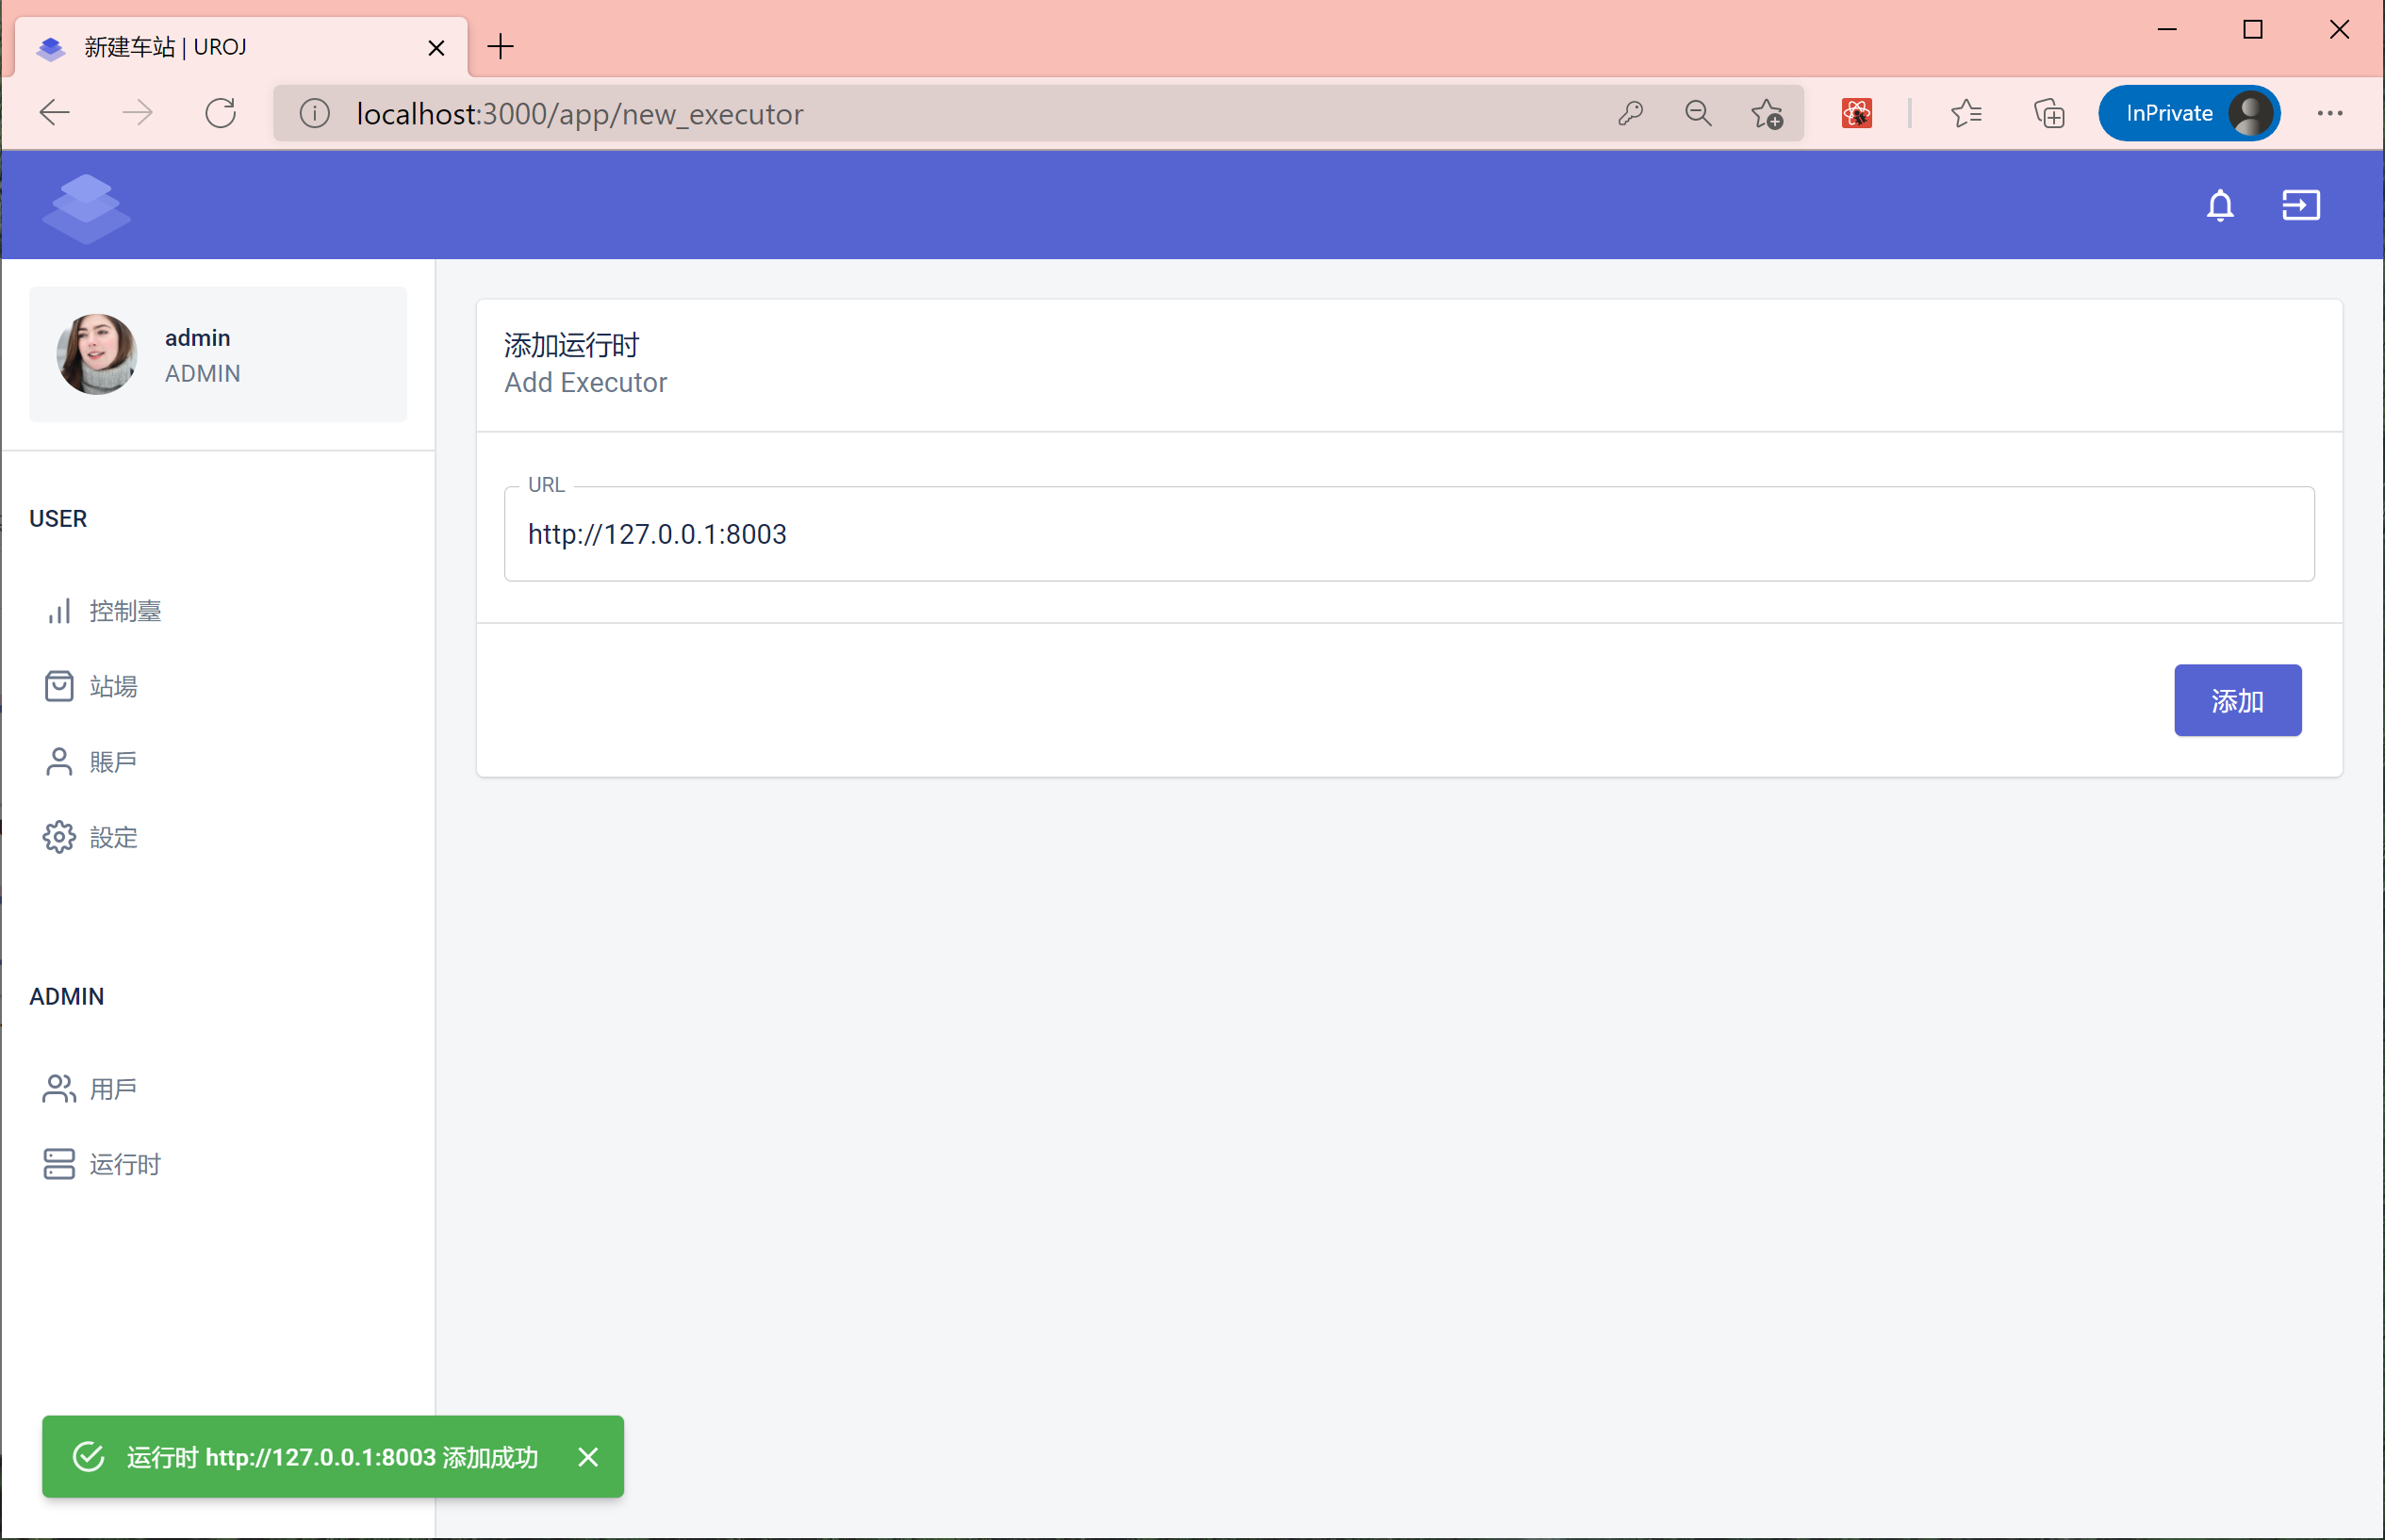 新建车站 | UROJ
localhost:3000/app/new_executor
InPrivate
admin
ADMIN
添加运行时
Add Executor
URL
http://127.0.0.1:8003
添加
USER
控制臺
站場
賬戶
設定
ADMIN
用戶
运行时
运行时 http://127.0.0.1:8003 添加成功